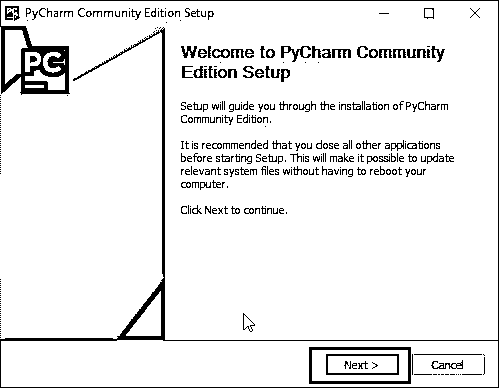 PyCharm Community Edition Setup
PC
Welcome to PyCharm Community
Edition Setup
Setup will guide you through the installation of PyCharm
Community Edition.
It is recommended that you close all other applications
before starting Setup. This will make it possible to update
relevant system files without having to reboot your
computer.
Click Next to continue.
Next >
Cancel